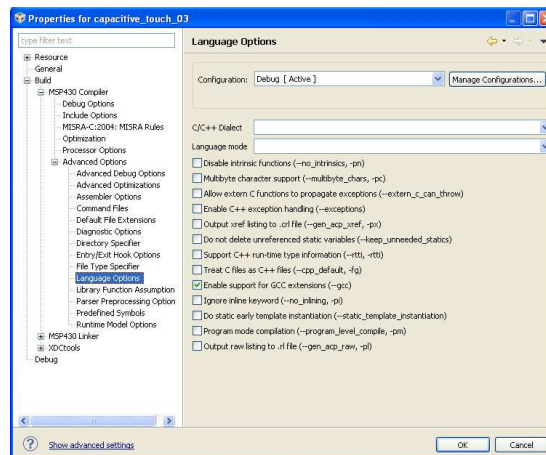 Properties for capacitive_touch_03
type filter text
Resource
General
Build
MSP430 Compiler
Debug Options
Include Options
MISRA-C:2004: MISRA Rules
Optimization
Processor Options
Advanced Options
Advanced Debug Options
Advanced Optimizations
Assembler Options
Command Files
Default File Extensions
Diagnostic Options
Directory Specifier
Entry/Exit Hook Options
File Type Specifier
Language Options
Library Function Assumption
Parser Preprocessing Option
Predefined Symbols
Runtime Model Options
MSP430 Linker
XDCtools
Debug
Language Options
Configuration: Debug [ Active ] Manage Configurations...
C/C++ Dialect
Language mode
Disable intrinsic functions (--no_intrinsics, -pn)
Multibyte character support (--multibyte_chars, -pc)
Allow extern C functions to propagate exceptions (--extern_c_can_throw)
Enable C++ exception handling (--exceptions)
Output xref listing to .crl file (--gen_acp_xref, -px)
Do not delete unreferenced static variables (--keep_unneeded_statics)
Support C++ run-time type information (--rtti, -rtti)
Treat C files as C++ files (--cpp_default, -fg)
Enable support for GCC extensions (--gcc)
Ignore inline keyword (--no_inlining, -pi)
Do static early template instantiation (--static_template_instantiation)
Program mode compilation (--program_level_compile, -pm)
Output raw listing to .rl file (--gen_acp_raw, -pl)
Show advanced settings
OK Cancel